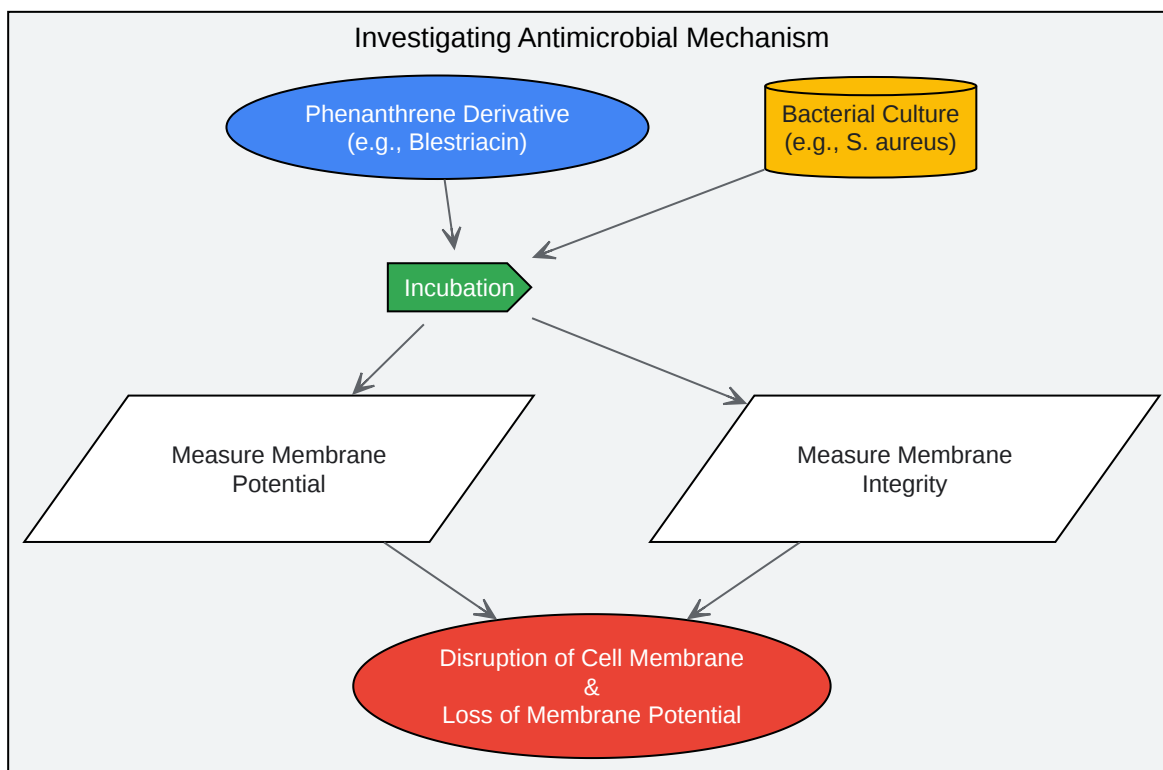 Investigating Antimicrobial Mechanism
Phenanthrene Derivative
(e.g., Blestriacin)
Bacterial Culture
(e.g., S. aureus)
Incubation
Measure Membrane
Potential
Measure Membrane
Integrity
Disruption of Cell Membrane
&
Loss of Membrane Potential